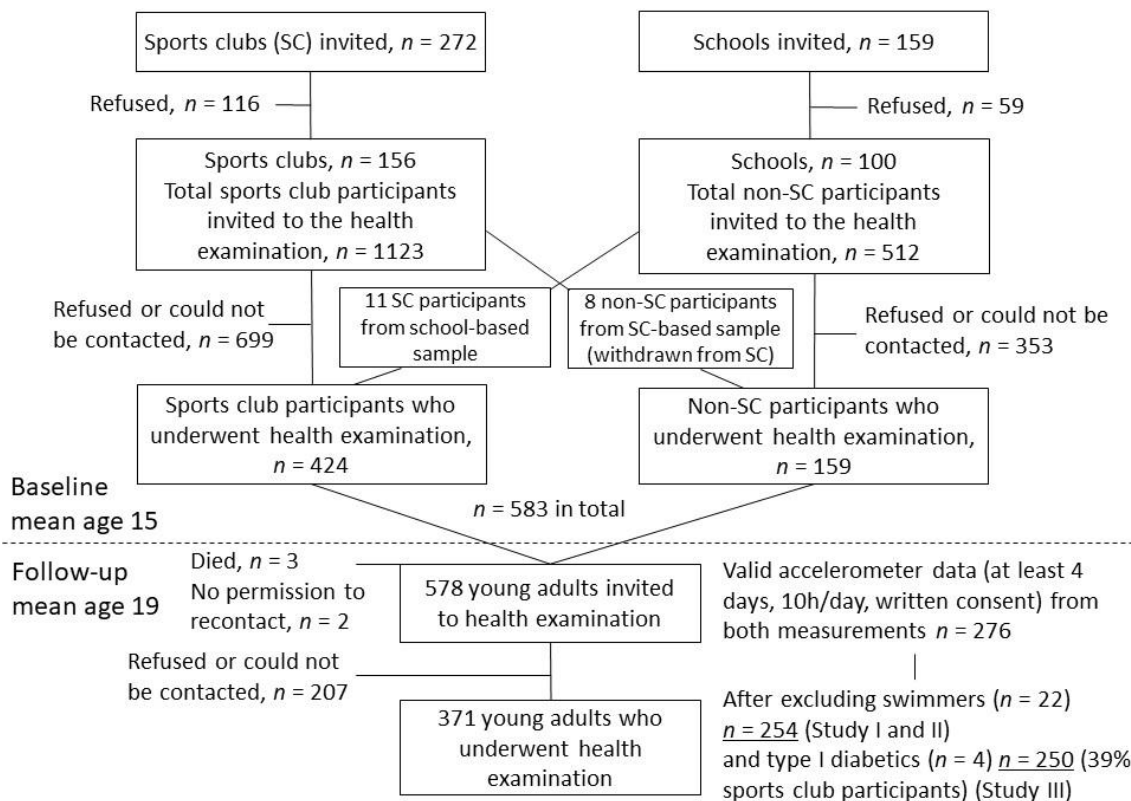 Sports clubs (SC) invited, n = 272
Schools invited, n = 159
Refused, n = 116
Refused, n = 59
Sports clubs, n = 156
Total sports club participants
invited to the health
examination, n = 1123
Schools, n = 100
Total non-SC participants
invited to the health
examination, n = 512
Refused or could not
be contacted, n = 699
11 SC participants
from school-based
sample
8 non-SC participants
from SC-based sample
(withdrawn from SC)
Refused or could not be
contacted, n = 353
Sports club participants who
underwent health examination,
n = 424
Non-SC participants who
underwent health examination,
n = 159
Baseline
mean age 15
n = 583 in total
Follow-up
mean age 19
Died, n = 3
No permission to
recontact, n = 2
578 young adults invited
to health examination
Valid accelerometer data (at least 4
days, 10h/day, written consent) from
both measurements n = 276
Refused or could not
be contacted, n = 207
371 young adults who
underwent health
examination
After excluding swimmers (n = 22)
n = 254 (Study I and II)
and type I diabetics (n = 4) n = 250 (39%
sports club participants) (Study III)